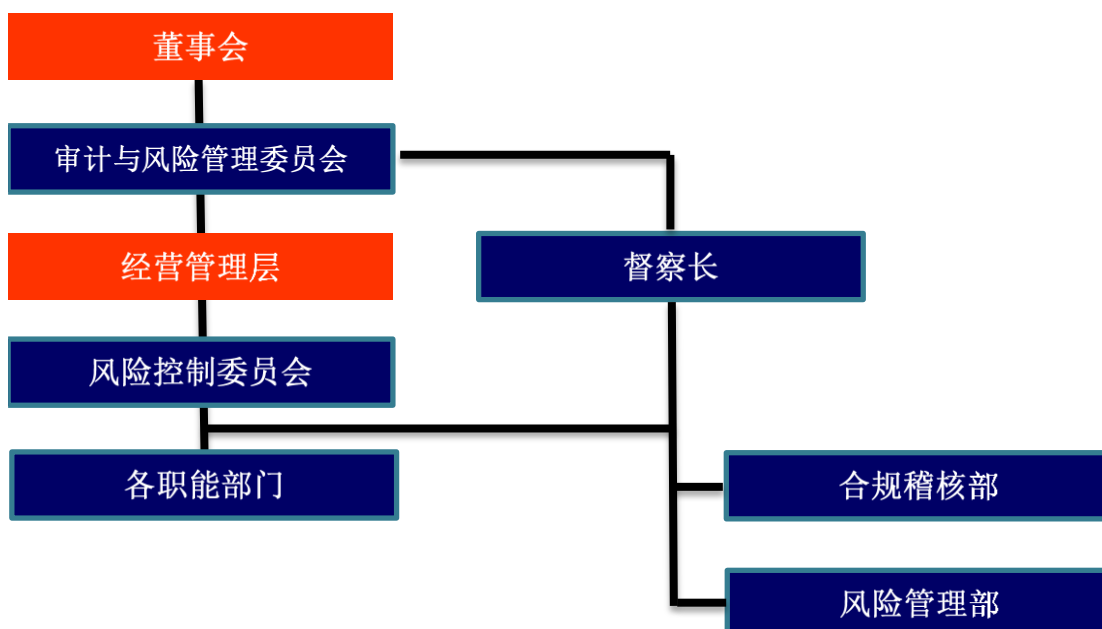 董事会
审计与风险管理委员会
经营管理层
督察长
风险控制委员会
各职能部门
合规稽核部
风险管理部